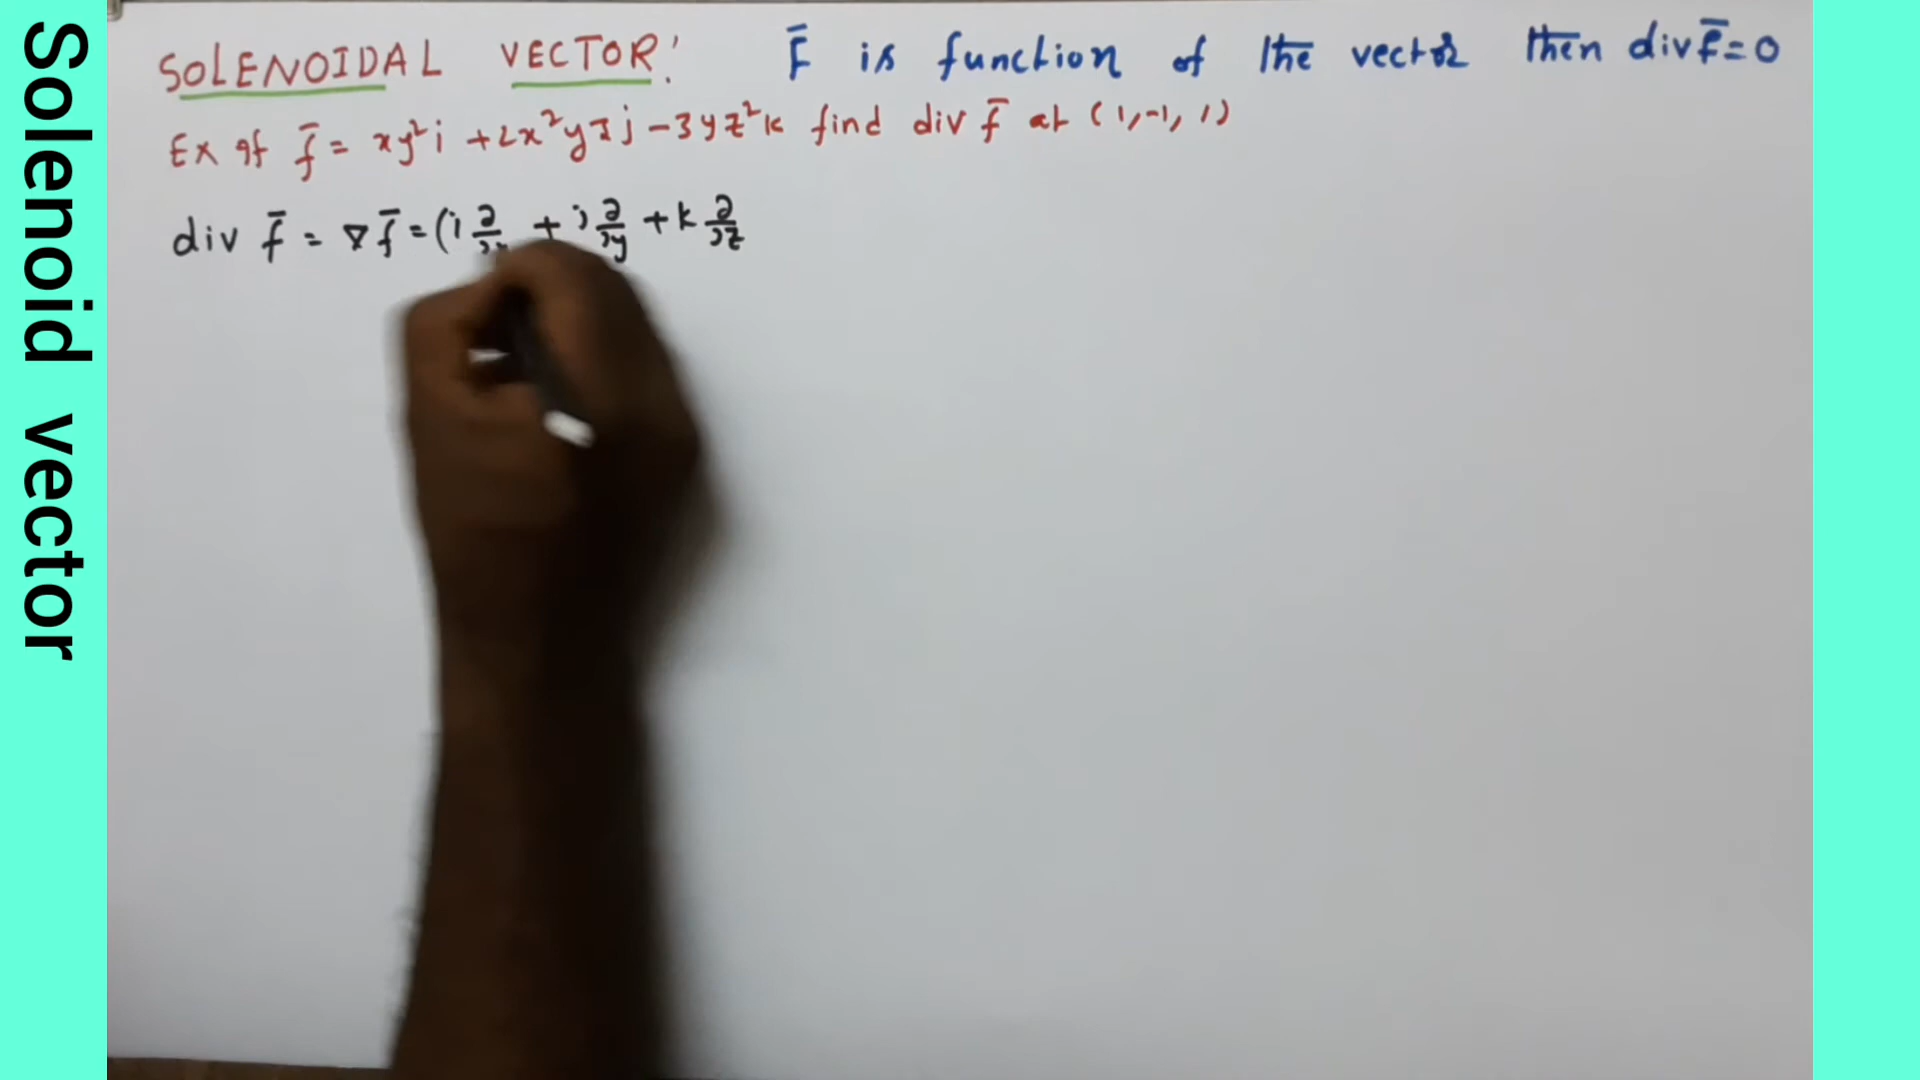 Solenoid vector
SOLENOIDAL VECTOR! F̄ is function of the vector then div F̄ = 0
Ex If f̄ = xy²i + 2x²yzj - 3yz²k find div f̄ at (1,-1, 1)
div f̄ = ∇f̄ = (i ∂/∂x + j ∂/∂y + k ∂/∂z